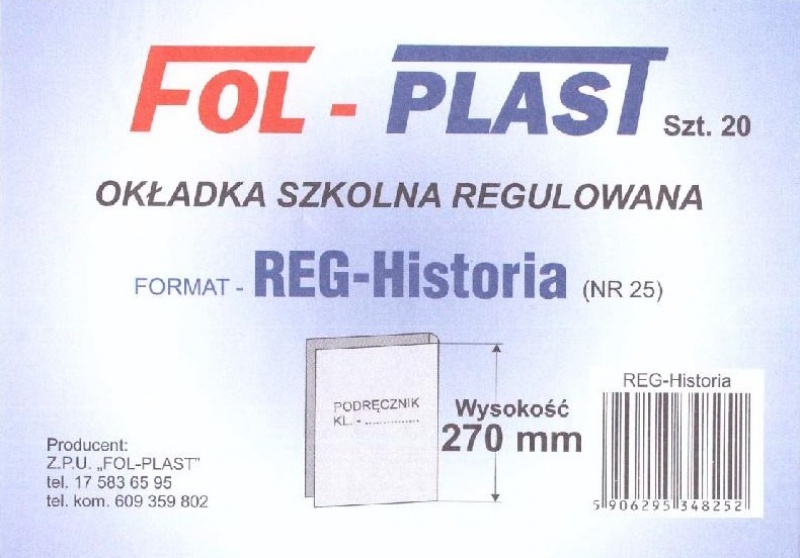 FOL - PLAST Szt. 20
OKŁADKA SZKOLNA REGULOWANA
FORMAT - REG-Historia (NR 25)
PODRĘCZNIK
KL. - ................
Wysokość
270 mm
REG-Historia
5 906295 348252
Producent:
Z.P.U. „FOL-PLAST”
tel. 17 583 65 95
tel. kom. 609 359 802